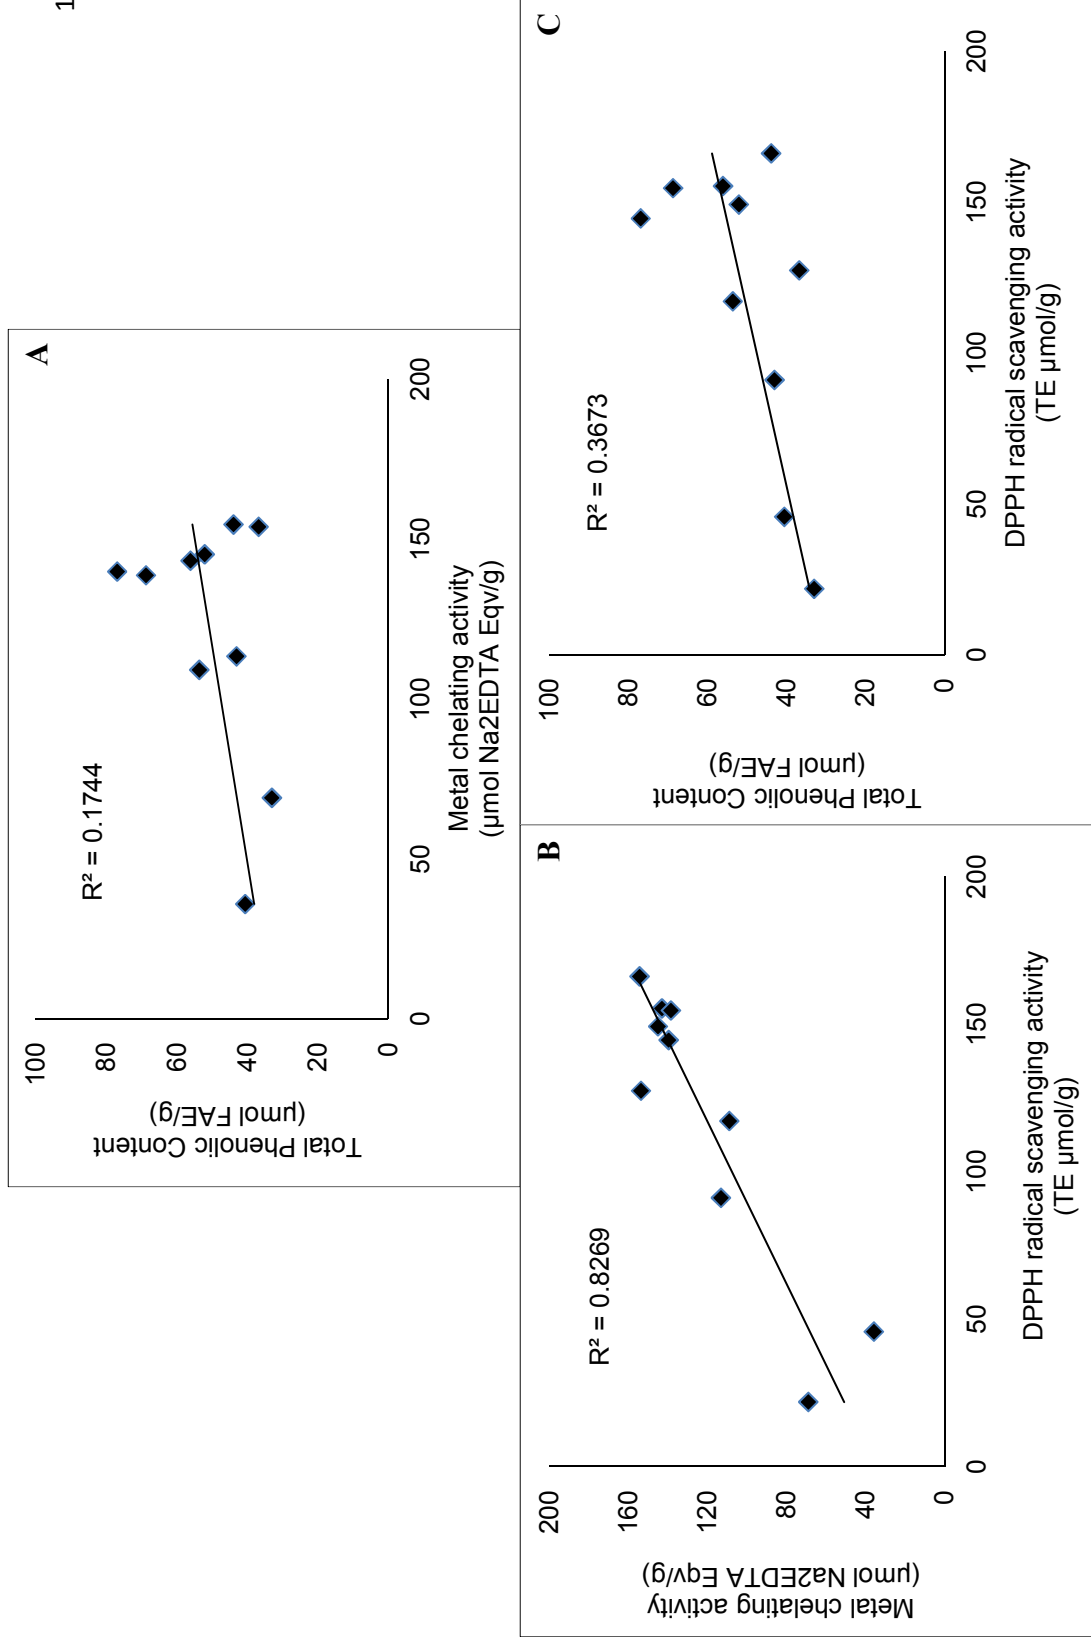 1
A
R² = 0.1744
100
80
60
40
20
0
0
50
100
150
200
Total Phenolic Content
(µmol FAE/g)
Metal chelating activity
(µmol Na2EDTA Eqv/g)
B
R² = 0.8269
200
160
120
80
40
0
0
50
100
150
200
Metal chelating activity
(µmol Na2EDTA Eqv/g)
DPPH radical scavenging activity
(TE µmol/g)
C
R² = 0.3673
100
80
60
40
20
0
0
50
100
150
200
Total Phenolic Content
(µmol FAE/g)
DPPH radical scavenging activity
(TE µmol/g)